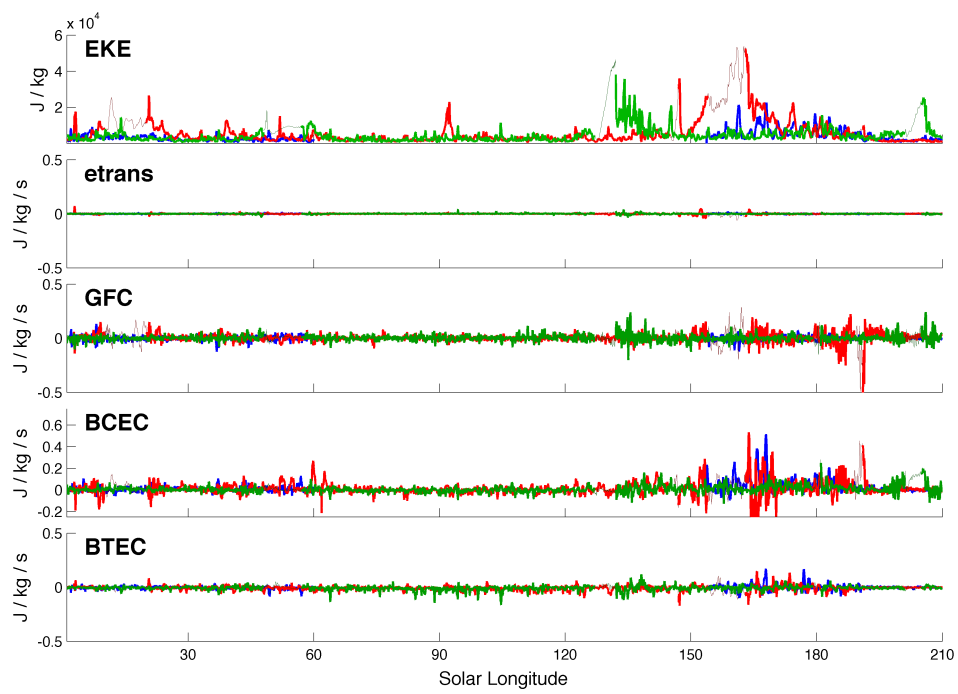 x 10⁴
6
4
2
J / kg
EKE
0.5
0
-0.5
J / kg / s
etrans
0.5
0
-0.5
J / kg / s
GFC
0.6
0.4
0.2
0
-0.2
J / kg / s
BCEC
0.5
0
-0.5
J / kg / s
BTEC
30 60 90 120 150 180 210
Solar Longitude